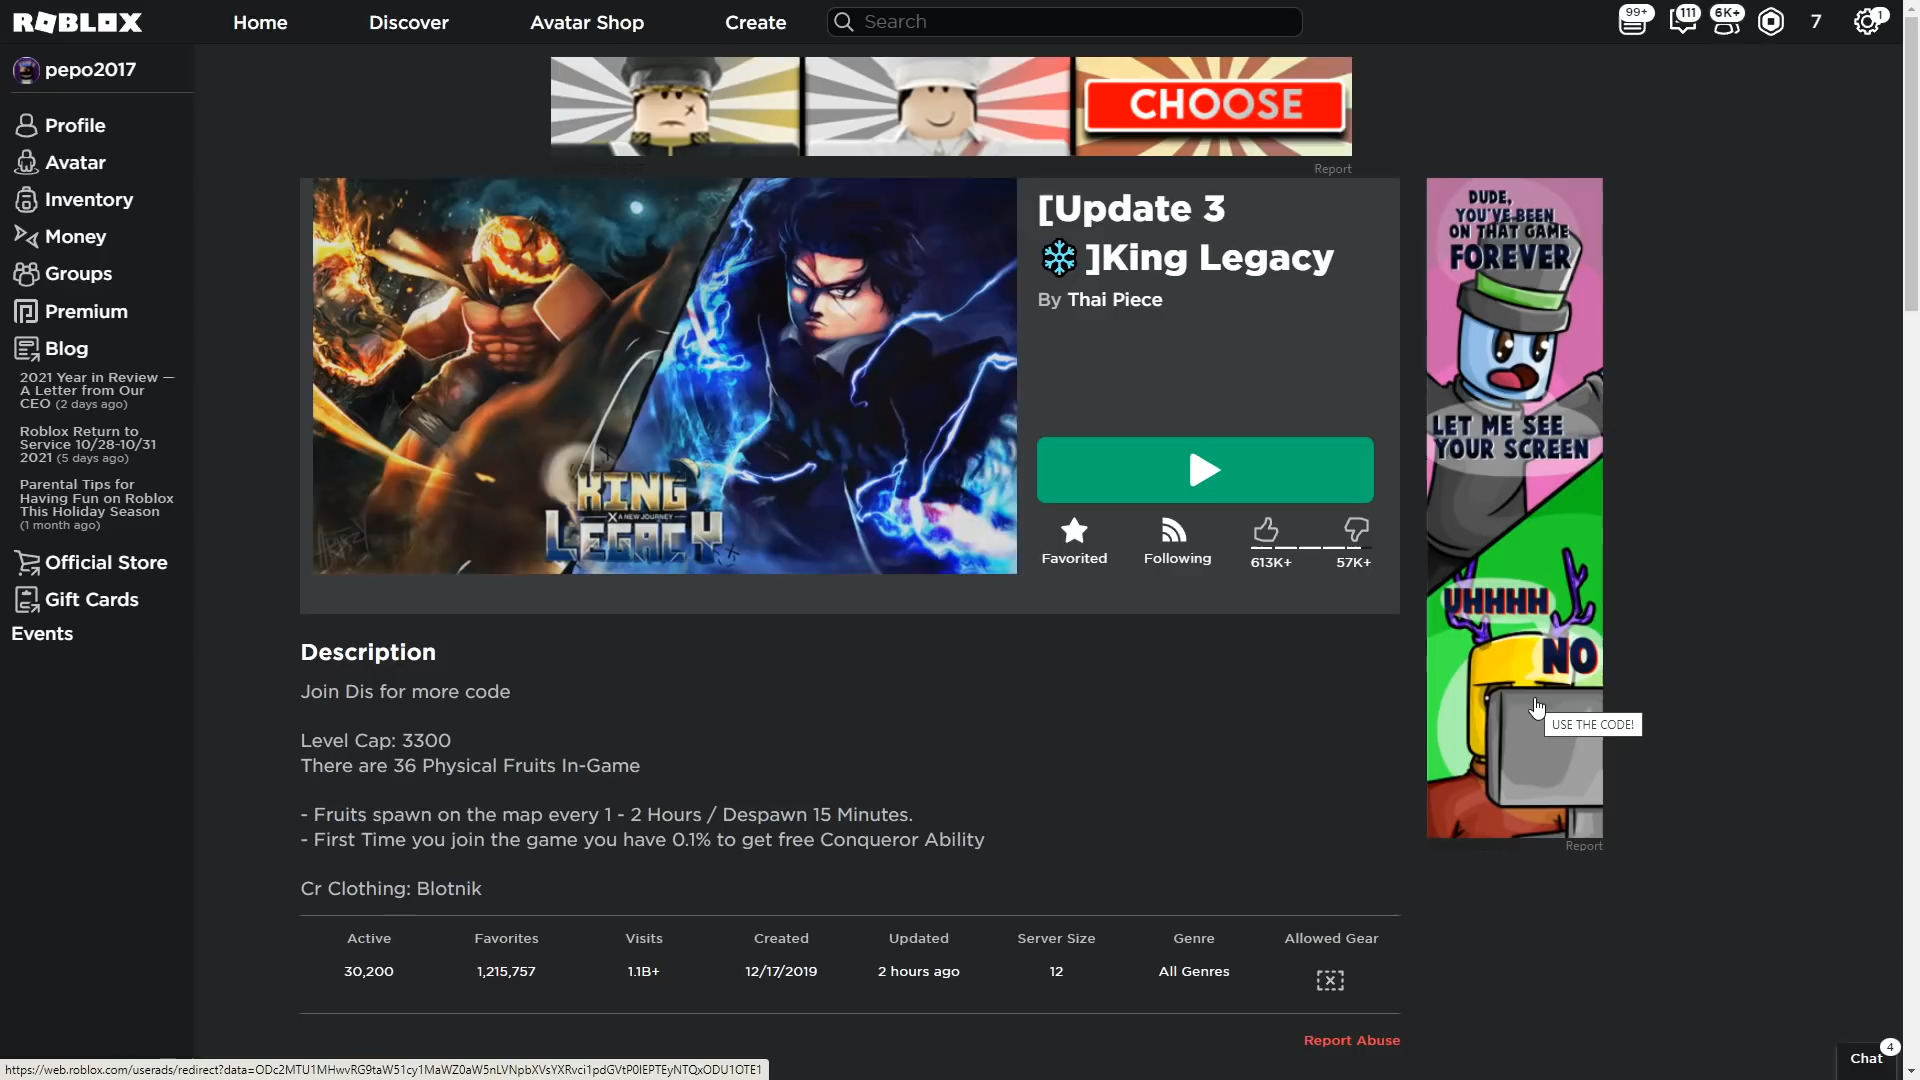 ROBLOX
Home
Discover
Avatar Shop
Create
Search
99+
111
6K+
7
1
pepo2017
Profile
Avatar
Inventory
Money
Groups
Premium
Blog
2021 Year in Review —
A Letter from Our
CEO (2 days ago)
Roblox Return to
Service 10/28-10/31
2021 (5 days ago)
Parental Tips for
Having Fun on Roblox
This Holiday Season
(1 month ago)
Official Store
Gift Cards
Events
CHOOSE
Report
KING
A NEW JOURNEY
LEGACY
[Update 3
❄]King Legacy
By Thai Piece
Favorited
Following
613K+
57K+
DUDE,
YOU'VE BEEN
ON THAT GAME
FOREVER
LET ME SEE
YOUR SCREEN
UHHHH
NO
USE THE CODE!
Report
Description
Join Dis for more code
Level Cap: 3300
There are 36 Physical Fruits In-Game
- Fruits spawn on the map every 1 - 2 Hours / Despawn 15 Minutes.
- First Time you join the game you have 0.1% to get free Conqueror Ability
Cr Clothing: Blotnik
Active Favorites Visits Created Updated Server Size Genre Allowed Gear
30,200 1,215,757 1.1B+ 12/17/2019 2 hours ago 12 All Genres
Report Abuse
Chat
4
https://web.roblox.com/userads/redirect?data=ODc2MTU1MHwvRG9taW51cy1MaWZ0aW5nLVNpbXVsYXRvci1pdGVtP0lEPTEyNTQxODU1OTE1